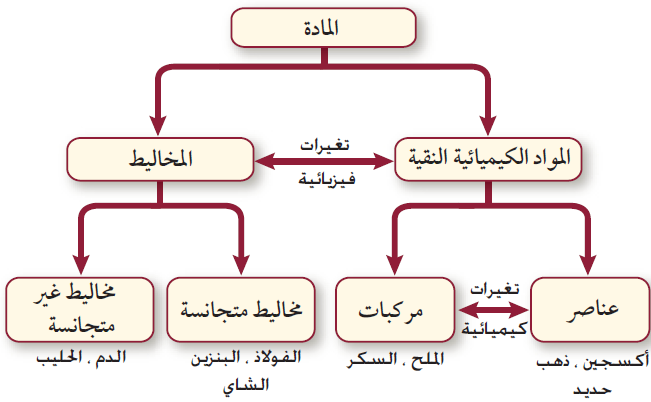 المادة
المواد الكيميائية النقية
تغيرات
فيزيائية
المخاليط
عناصر
تغيرات
كيميائية
مركبات
مخاليط متجانسة
مخاليط غير
متجانسة
أكسجين ، ذهب
حديد
الملح ، السكر
الفولاذ ، البنزين
الشاي
الدم ، الحليب